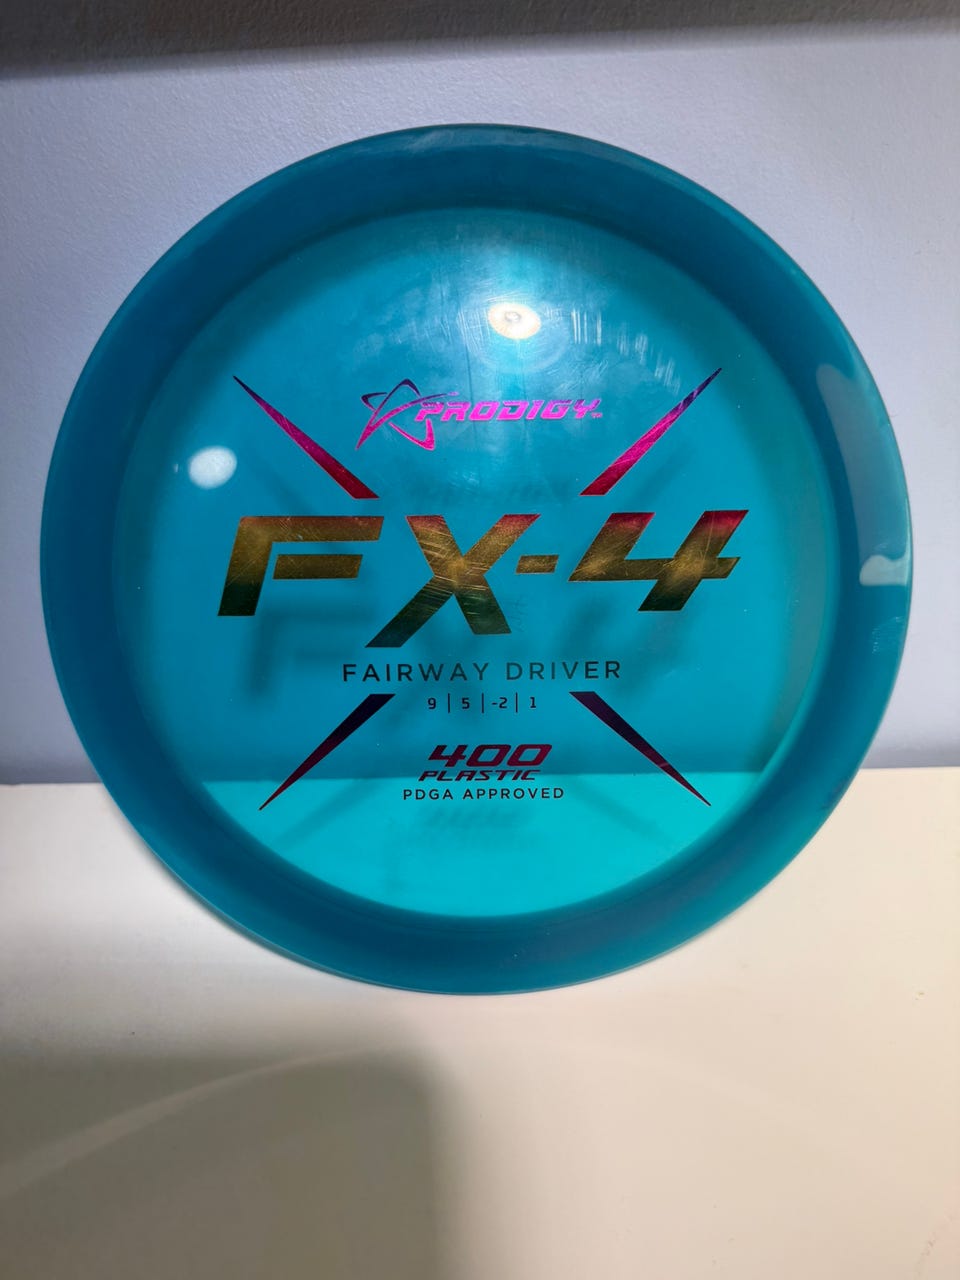 PRODIGY
FX-4
FAIRWAY DRIVER
9 | 5 | -2 | 1
400
PLASTIC
PDGA APPROVED